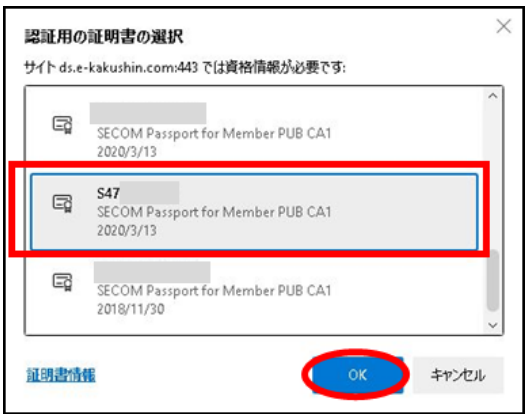 認証用の証明書の選択
サイト ds.e-kakushin.com:443 では資格情報が必要です:
SECOM Passport for Member PUB CA1
2020/3/13
S47
SECOM Passport for Member PUB CA1
2020/3/13
SECOM Passport for Member PUB CA1
2018/11/30
証明書情報
OK
キャンセル